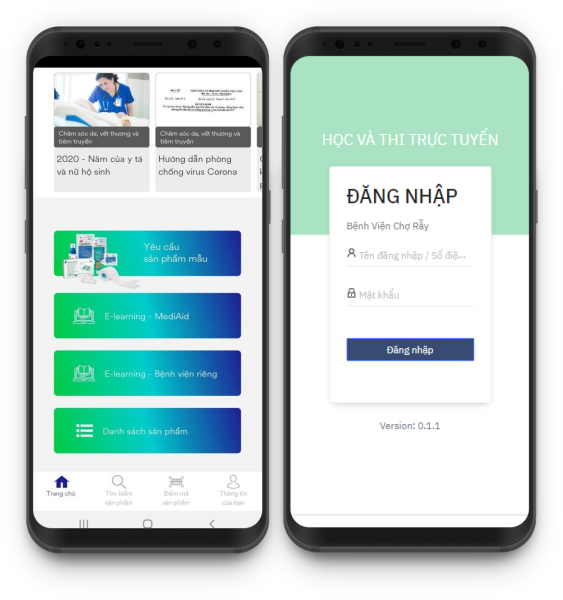 Chăm sóc da, vết thương và
tiêm truyền
2020 - Năm của y tá
và nữ hộ sinh
Chăm sóc da, vết thương và
tiêm truyền
Hướng dẫn phòng
chống virus Corona
Yêu cầu
sản phẩm mẫu
E-learning - MediAid
E-learning - Bệnh viện riêng
Danh sách sản phẩm
Trang chủ
Tìm kiếm
sản phẩm
Điểm mã
sản phẩm
Thông tin
của bạn
HỌC VÀ THI TRỰC TUYẾN
ĐĂNG NHẬP
Bệnh Viện Chợ Rẫy
Tên đăng nhập / Số điệ...
Mật khẩu
Đăng nhập
Version: 0.1.1